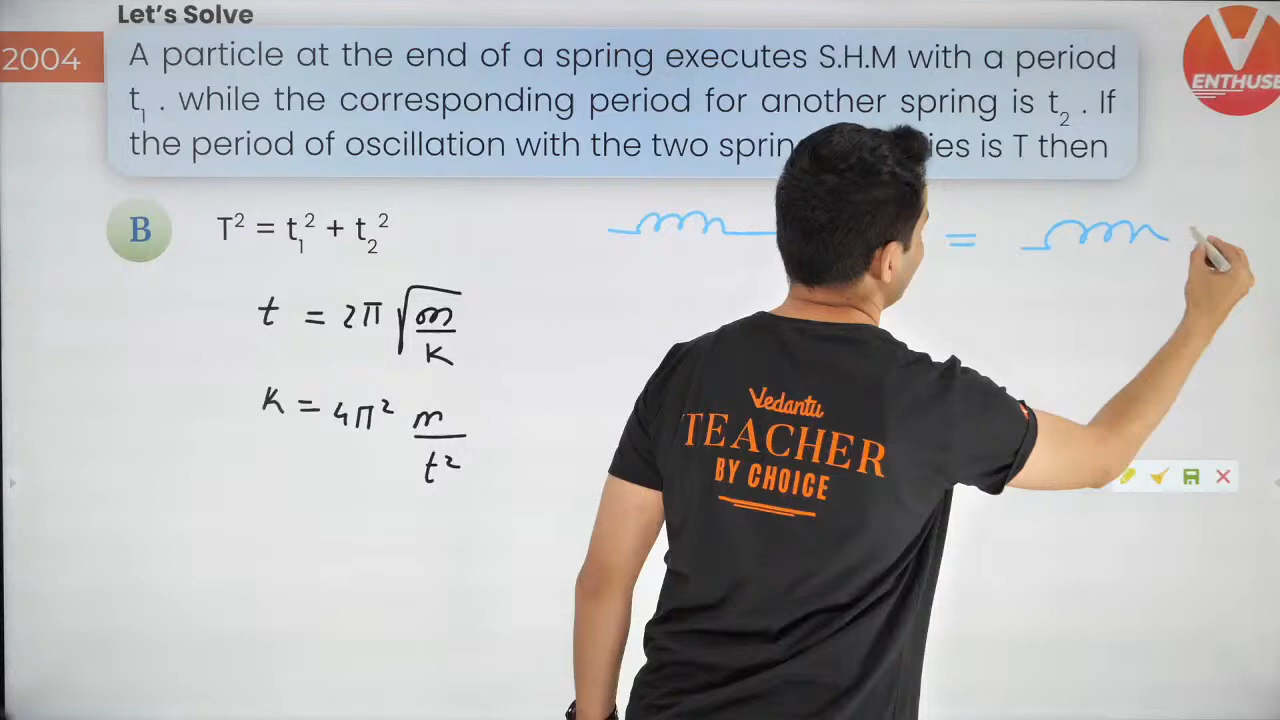 Let's Solve
2004
A particle at the end of a spring executes S.H.M with a period
t₁ . while the corresponding period for another spring is t₂ . If
the period of oscillation with the two is T then
ENTHUSE
B T² = t₁² + t₂²
t = 2π √(m/K)
K = 4π² m/t²
=
Vedantu
TEACHER
BY CHOICE